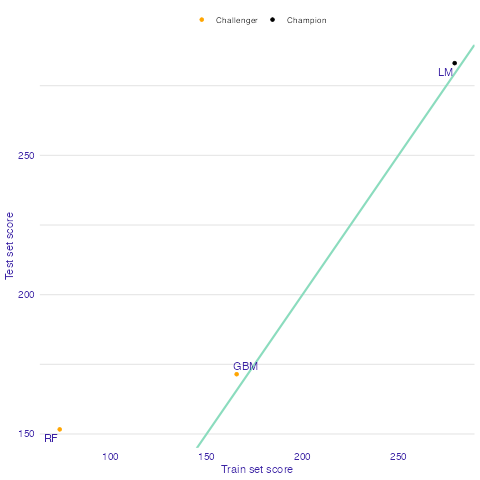 Challenger Champion
LM
250
Test set score
200
GBM
150
RF
100 150 200 250
Train set score